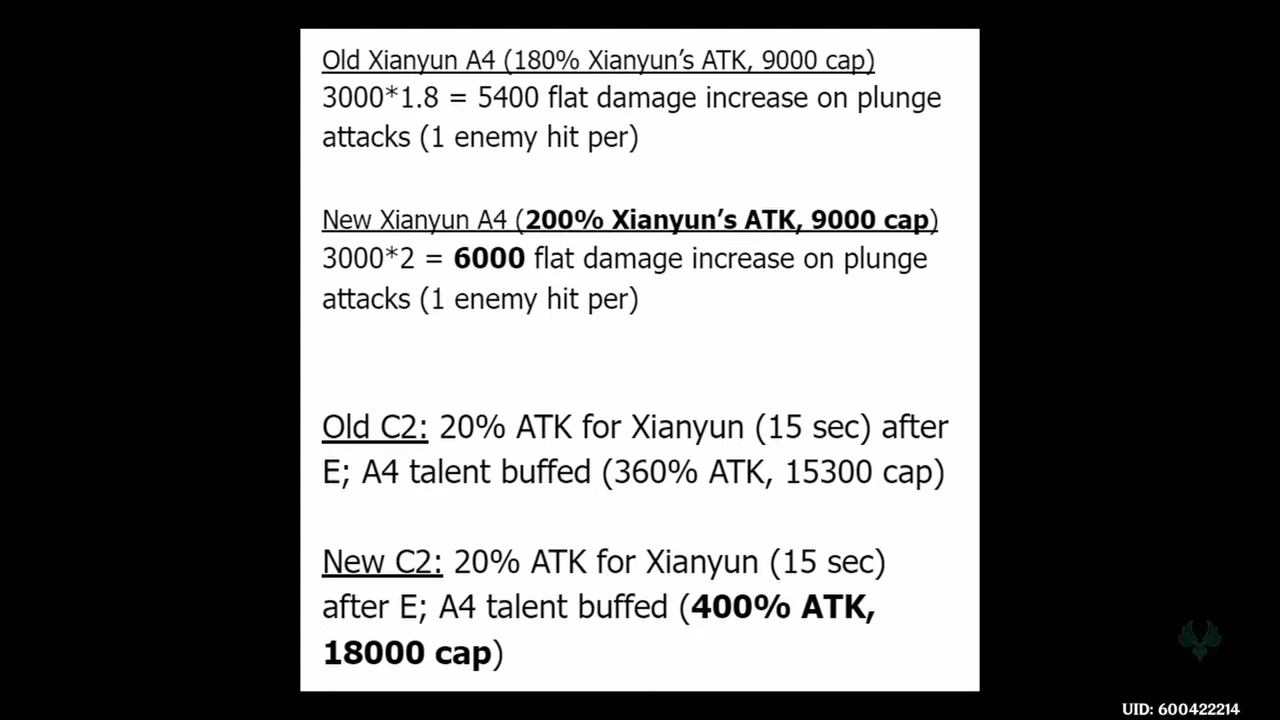 Old Xianyun A4 (180% Xianyun’s ATK, 9000 cap)
3000*1.8 = 5400 flat damage increase on plunge
attacks (1 enemy hit per)
New Xianyun A4 (200% Xianyun’s ATK, 9000 cap)
3000*2 = 6000 flat damage increase on plunge
attacks (1 enemy hit per)
Old C2: 20% ATK for Xianyun (15 sec) after
E; A4 talent buffed (360% ATK, 15300 cap)
New C2: 20% ATK for Xianyun (15 sec)
after E; A4 talent buffed (400% ATK,
18000 cap)
UID: 600422214